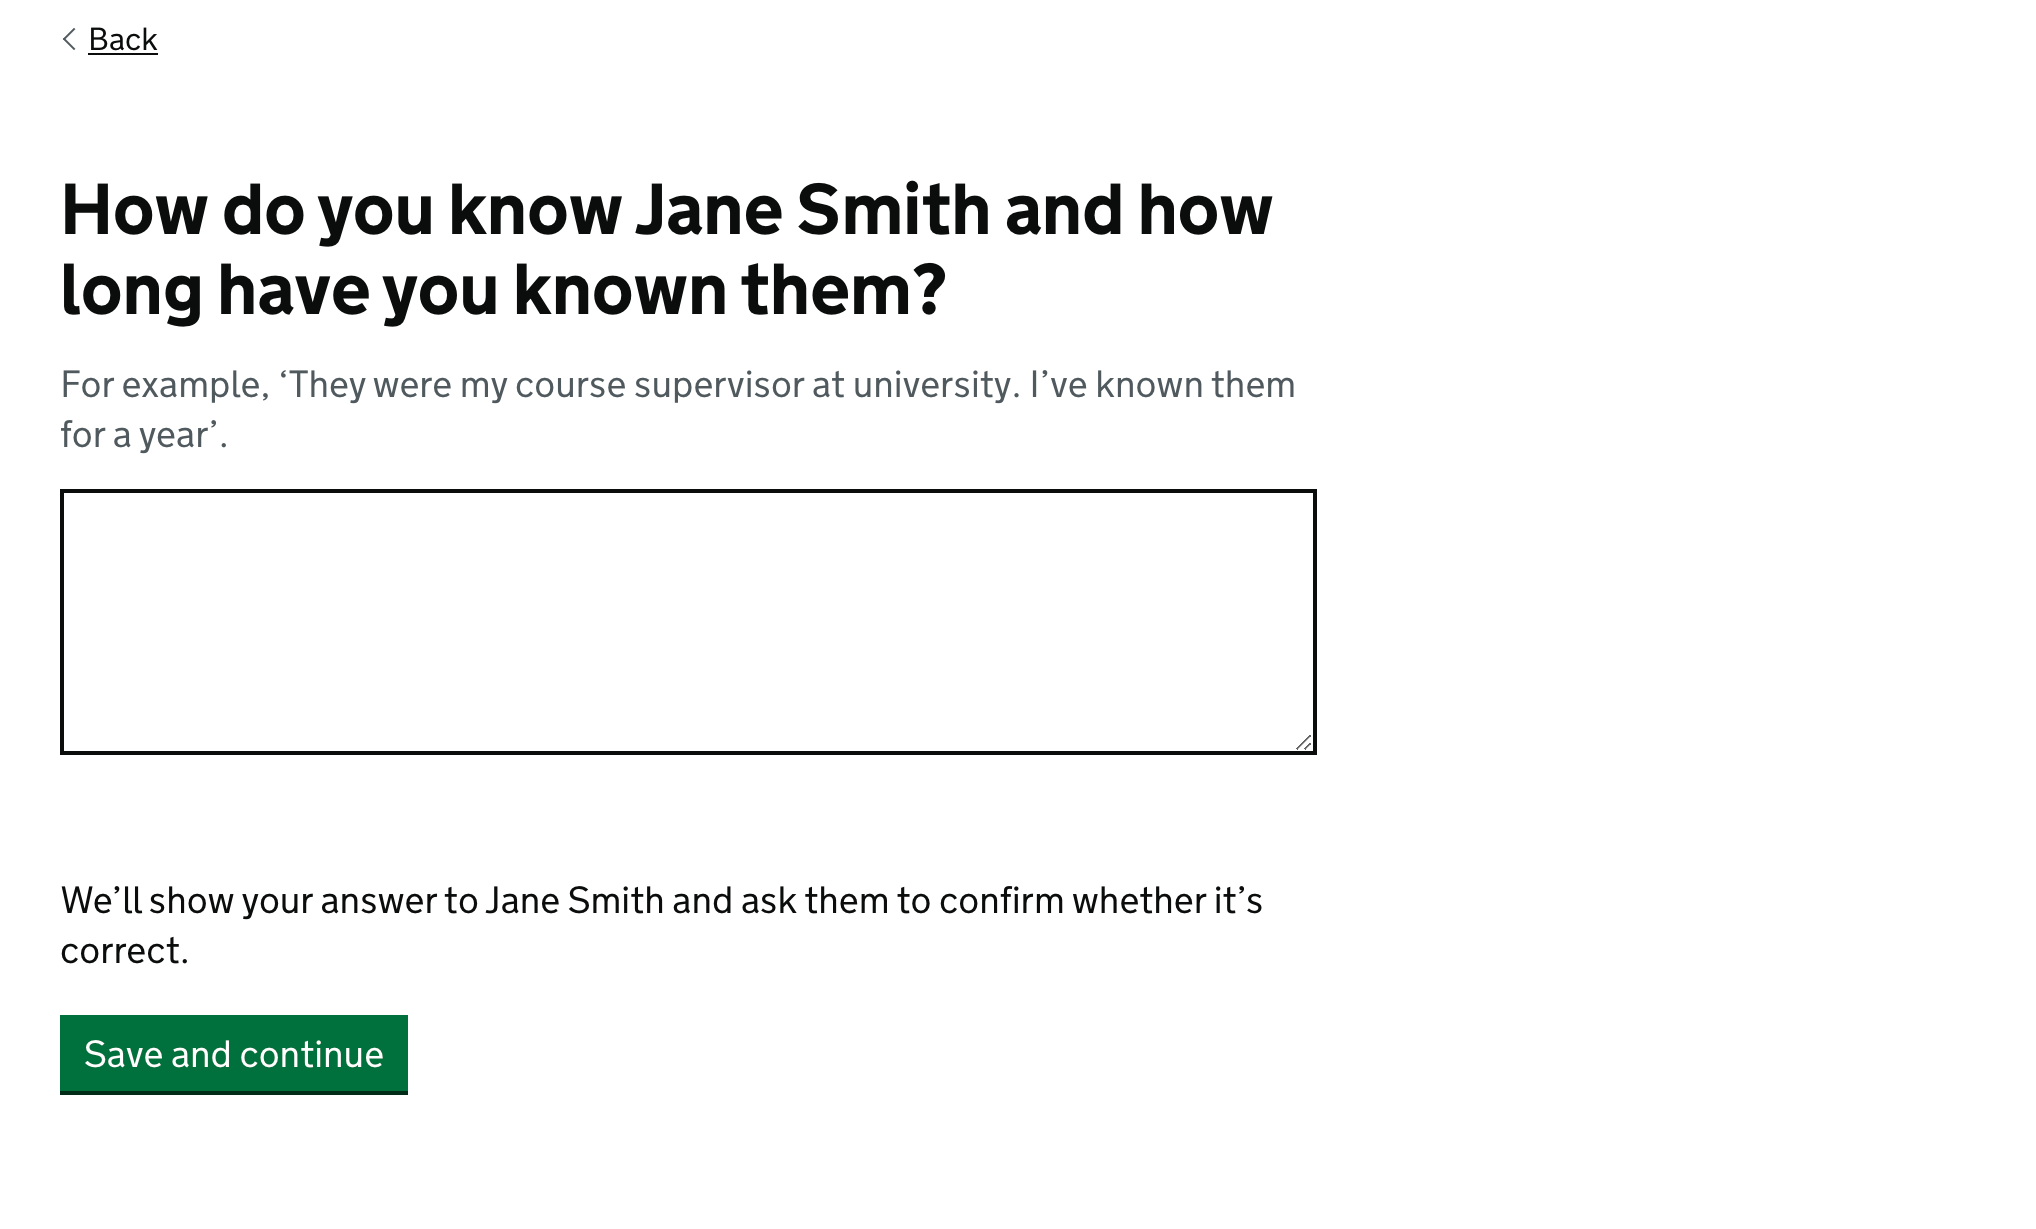 Back
How do you know Jane Smith and how
long have you known them?
For example, ‘They were my course supervisor at university. I’ve known them
for a year’.
We’ll show your answer to Jane Smith and ask them to confirm whether it’s
correct.
Save and continue